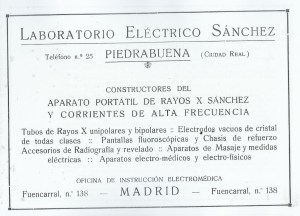 LABORATORIO ELÉCTRICO SÁNCHEZ
Teléfono n.º 25 PIEDRABUENA (CIUDAD REAL)
CONSTRUCTORES DEL
APARATO PORTATIL DE RAYOS X SÁNCHEZ
Y CORRIENTES DE ALTA FRECUENCIA
Tubos de Rayos X unipolares y bipolares :: Electrodos vacuos de cristal
de todas clases :: Pantallas fluoroscópicas y Chasis de refuerzo
Accesorios de Radiografía y revelado :: Aparatos de Masaje y medidas
eléctricas :: Aparatos electro-médicos y electro-físicos
OFICINA DE INSTRUCCIÓN ELECTROMÉDICA
Fuencarral, n.º 138 — MADRID — Fuencarral, n.º 138